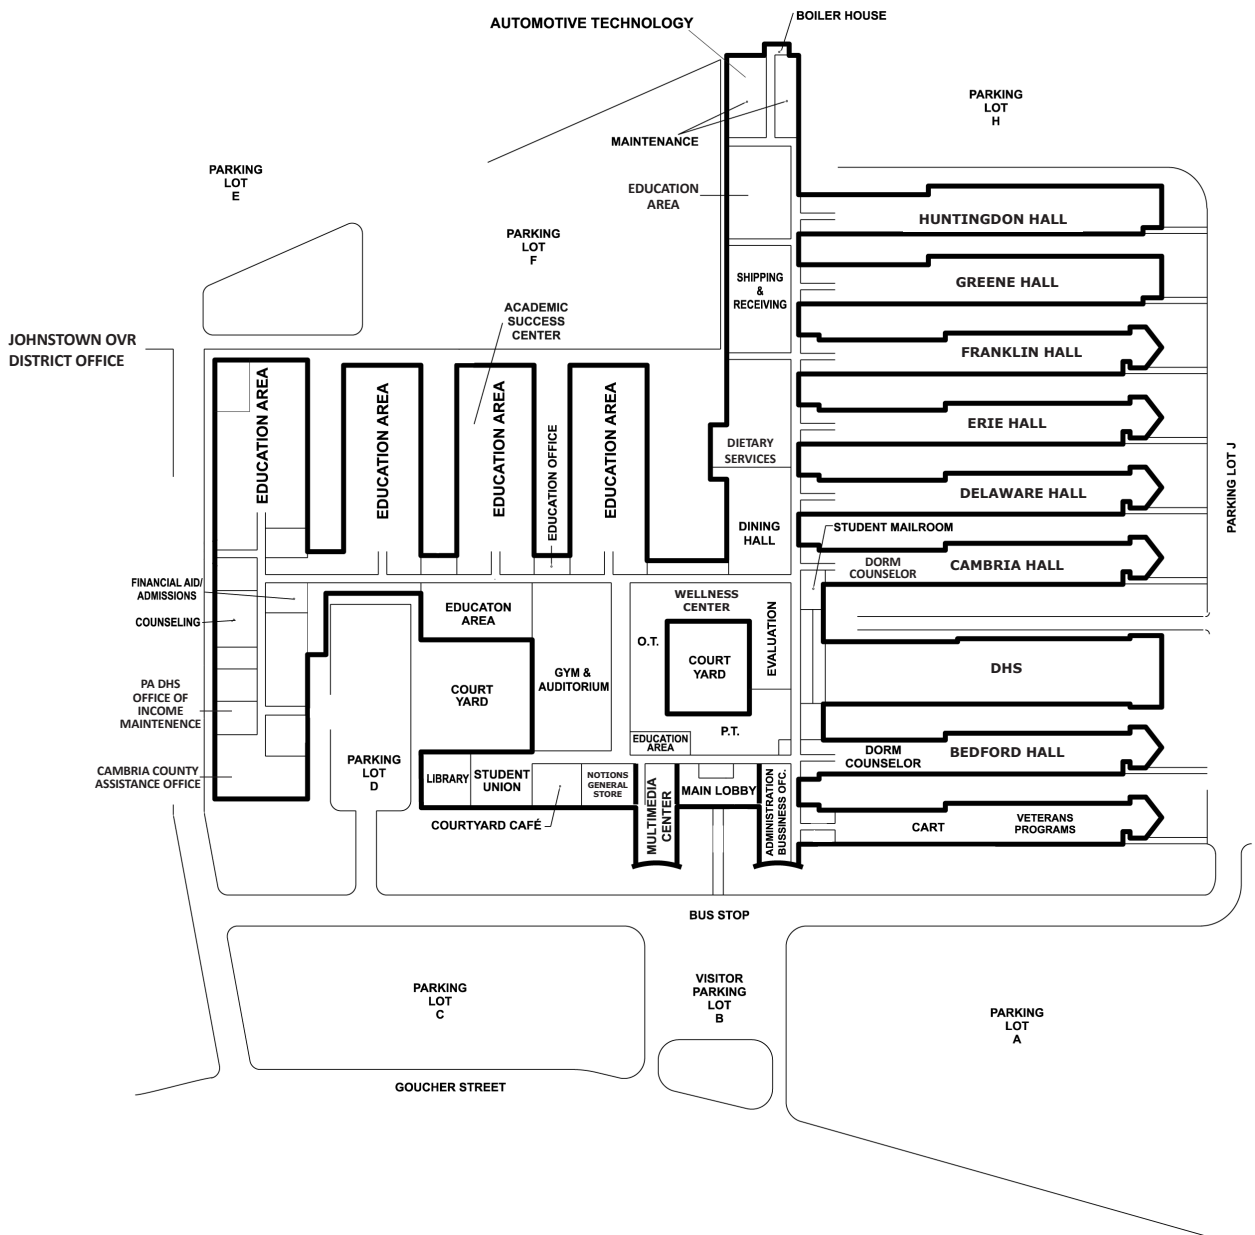 BOILER HOUSE
AUTOMOTIVE TECHNOLOGY
PARKING
LOT
H
MAINTENANCE
PARKING
LOT
E
EDUCATION
AREA
HUNTINGDON HALL
PARKING
LOT
F
SHIPPING
&
RECEIVING
GREENE HALL
ACADEMIC
SUCCESS
CENTER
JOHNSTOWN OVR
DISTRICT OFFICE
FRANKLIN HALL
EDUCATION AREA
EDUCATION AREA
EDUCATION AREA
EDUCATION OFFICE
EDUCATION AREA
ERIE HALL
DIETARY
SERVICES
PARKING LOT J
DELAWARE HALL
DINING
HALL
STUDENT MAILROOM
DORM
COUNSELOR
CAMBRIA HALL
FINANCIAL AID/
ADMISSIONS
COUNSELING
EDUCATON
AREA
WELLNESS
CENTER
O.T.
EVALUATION
COURT
YARD
DHS
GYM &
AUDITORIUM
COURT
YARD
PA DHS
OFFICE OF
INCOME
MAINTENENCE
P.T.
EDUCATION
AREA
DORM
COUNSELOR
BEDFORD HALL
PARKING
LOT
D
CAMBRIA COUNTY
ASSISTANCE OFFICE
LIBRARY
STUDENT
UNION
NOTIONS
GENERAL
STORE
MAIN LOBBY
COURTYARD CAFÉ
MULTIMEDIA
CENTER
ADMINISTRATION
BUSSINESS OFC.
CART
VETERANS
PROGRAMS
BUS STOP
PARKING
LOT
C
VISITOR
PARKING
LOT
B
PARKING
LOT
A
GOUCHER STREET